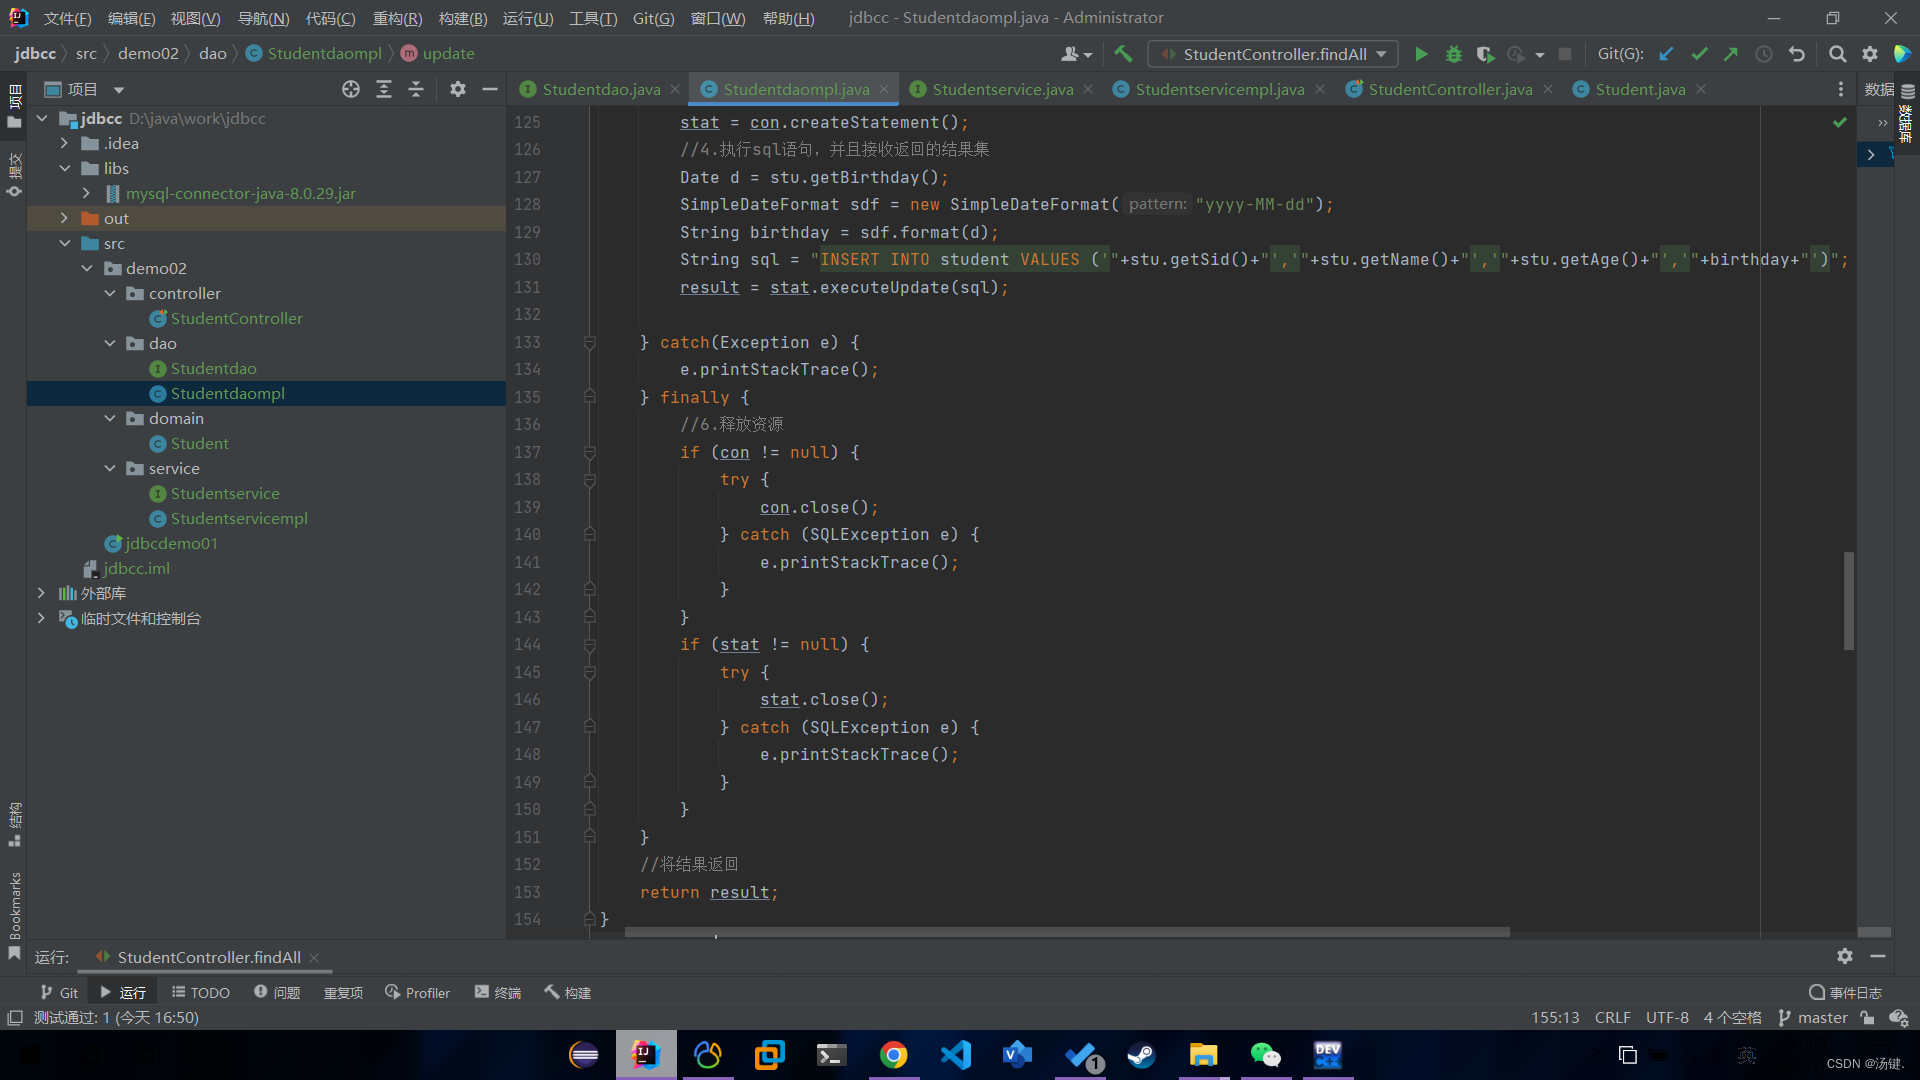 文件(F) 编辑(E) 视图(V) 导航(N) 代码(C) 重构(R) 构建(B) 运行(U) 工具(T) Git(G) 窗口(W) 帮助(H) jdbcc - Studentdaompl.java - Administrator
jdbcc src demo02 dao Studentdaompl update StudentController.findAll Git(G):
项目 Studentdao.java Studentdaompl.java Studentservice.java Studentservicempl.java StudentController.java Student.java 数据
项目
提交
结构
Bookmarks
jdbcc D:\java\work\jdbcc
.idea
libs
mysql-connector-java-8.0.29.jar
out
src
demo02
controller
StudentController
dao
Studentdao
Studentdaompl
domain
Student
service
Studentservice
Studentservicempl
jdbcdemo01
jdbcc.iml
外部库
临时文件和控制台
125 stat = con.createStatement();
126 //4.执行sql语句，并且接收返回的结果集
127 Date d = stu.getBirthday();
128 SimpleDateFormat sdf = new SimpleDateFormat( pattern: "yyyy-MM-dd");
129 String birthday = sdf.format(d);
130 String sql = "INSERT INTO student VALUES ('"+stu.getSid()+"','"+stu.getName()+"','"+stu.getAge()+"','"+birthday+"')";
131 result = stat.executeUpdate(sql);
132
133 } catch(Exception e) {
134 e.printStackTrace();
135 } finally {
136 //6.释放资源
137 if (con != null) {
138 try {
139 con.close();
140 } catch (SQLException e) {
141 e.printStackTrace();
142 }
143 }
144 if (stat != null) {
145 try {
146 stat.close();
147 } catch (SQLException e) {
148 e.printStackTrace();
149 }
150 }
151 }
152 //将结果返回
153 return result;
154 }
数据库
运行: StudentController.findAll
Git 运行 TODO 问题 重复项 Profiler 终端 构建 事件日志
测试通过: 1 (今天 16:50) 155:13 CRLF UTF-8 4 个空格 master
IJ
1
DEV C++
英
CSDN @汤键.